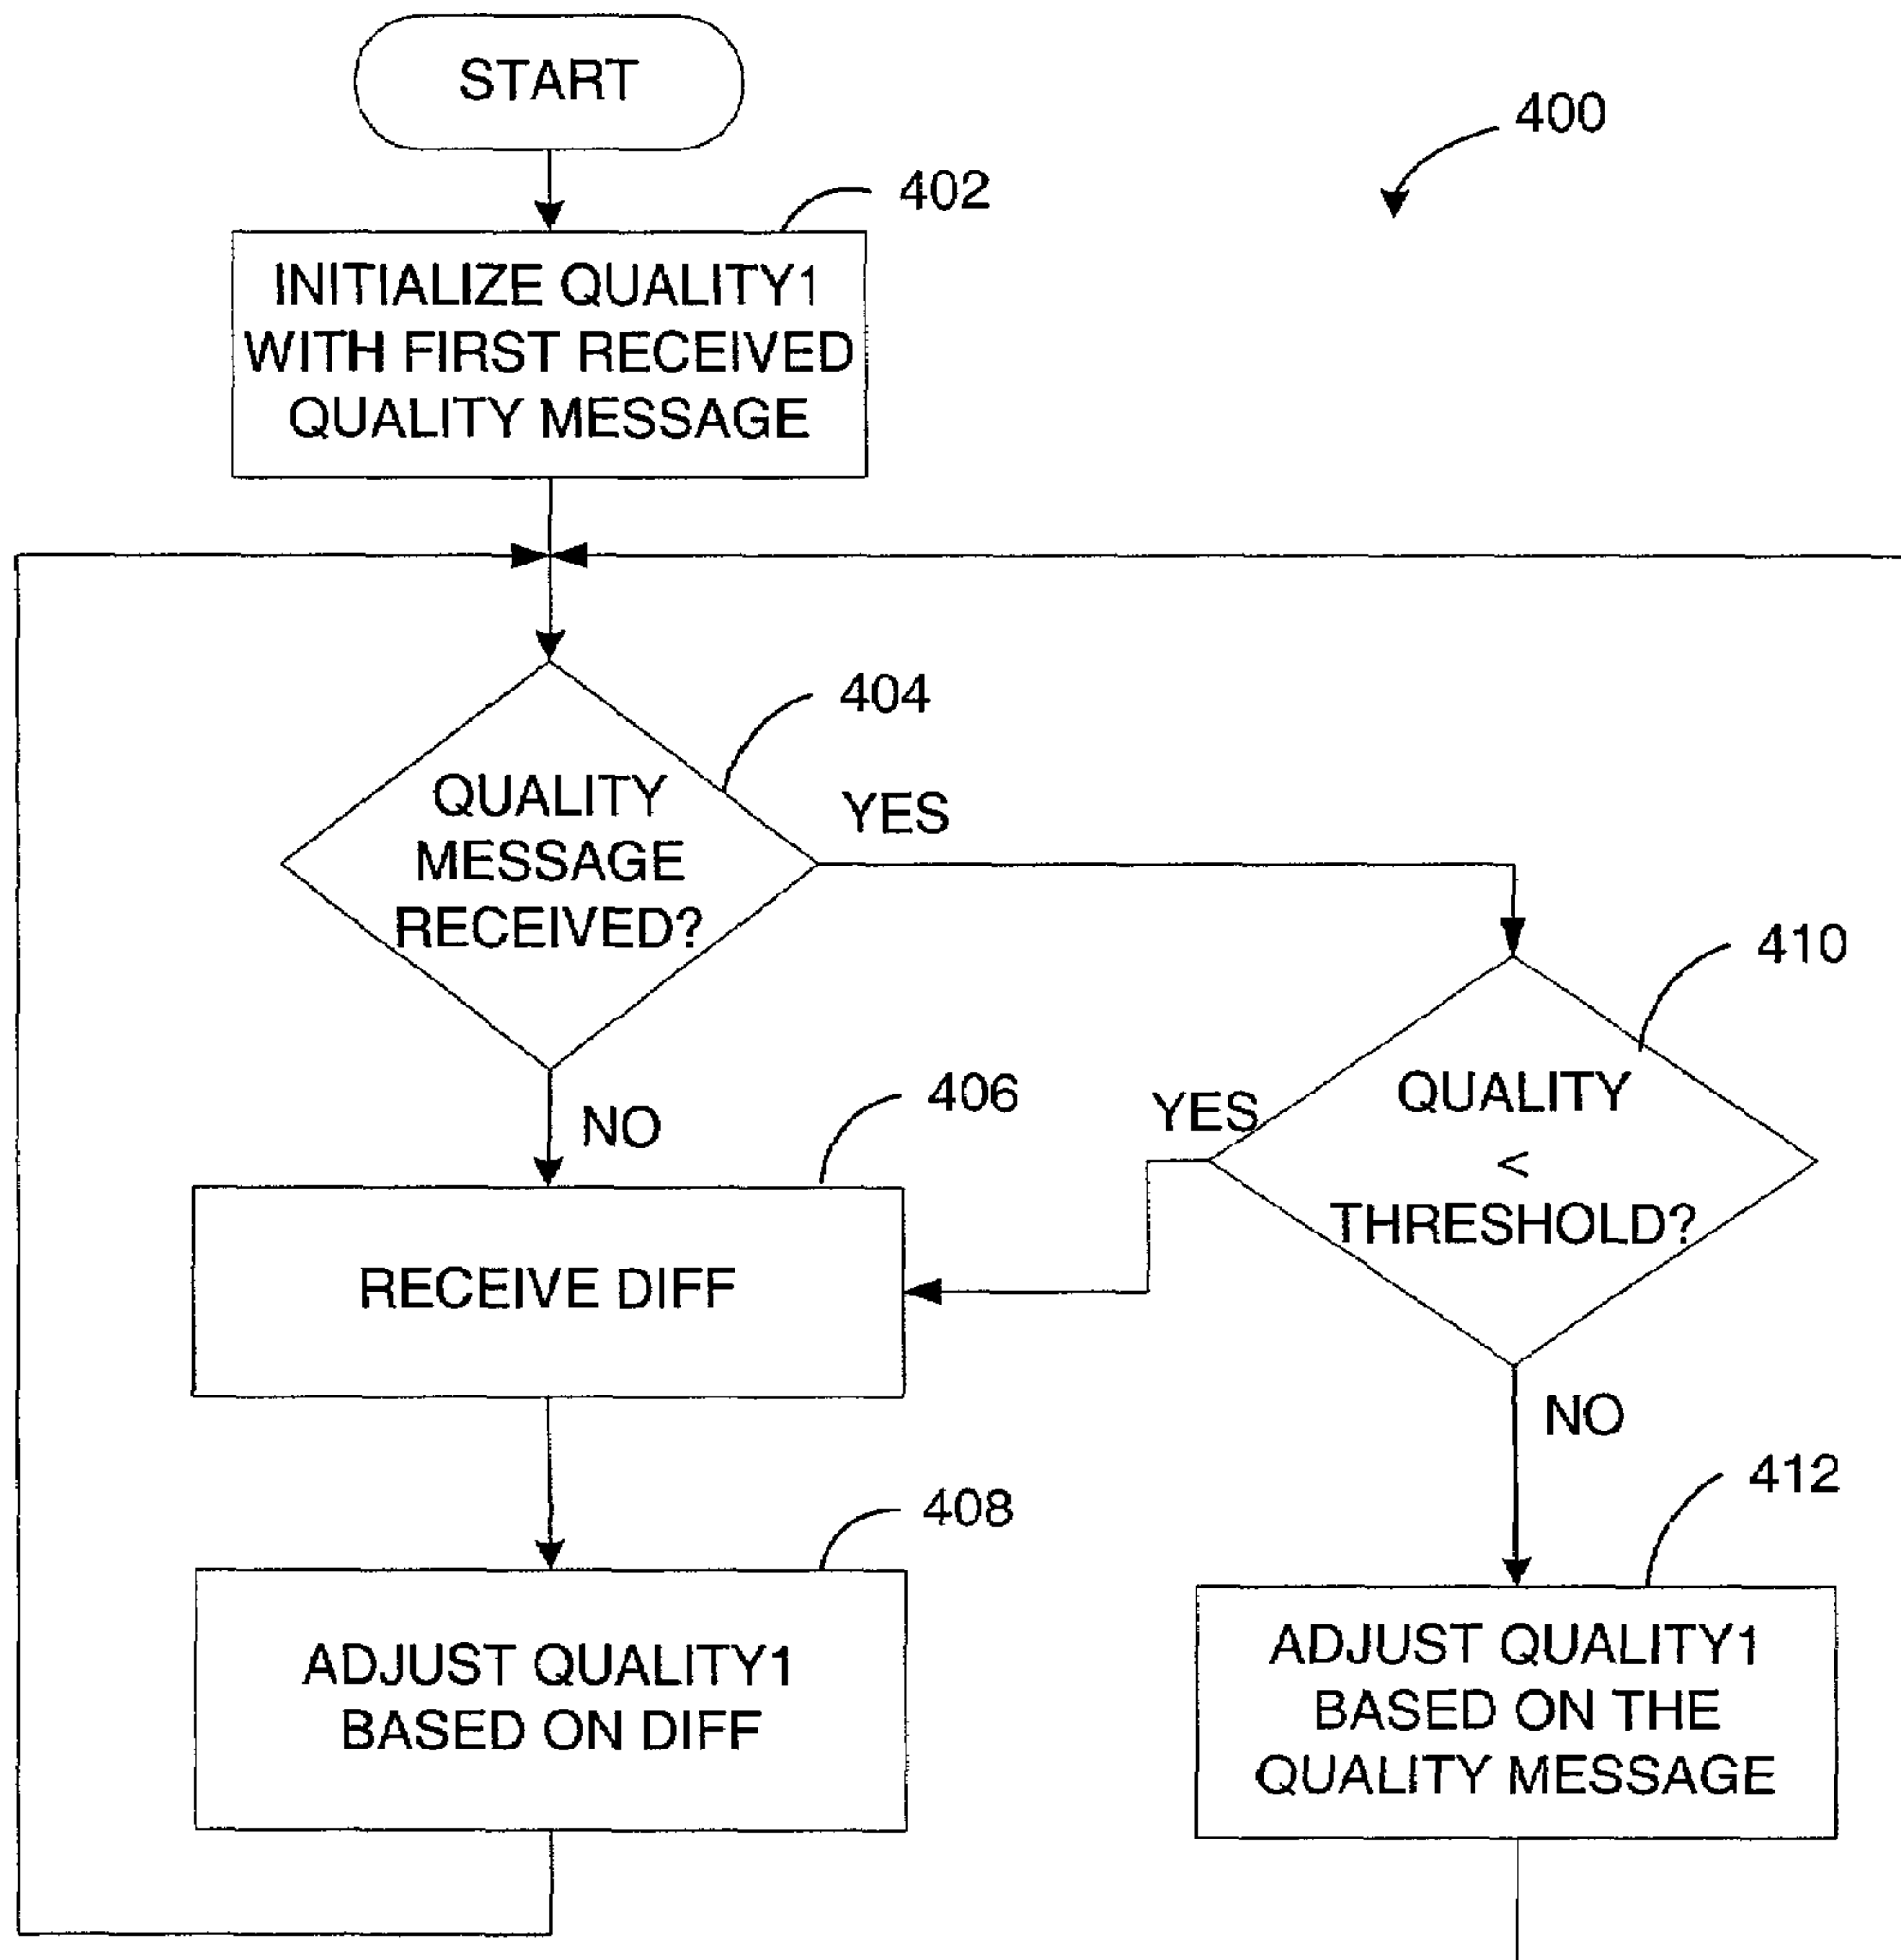 START
400
402
INITIALIZE QUALITY1
WITH FIRST RECEIVED
QUALITY MESSAGE
404
QUALITY
MESSAGE
RECEIVED?
YES
410
QUALITY
<
THRESHOLD?
YES
NO
406
RECEIVE DIFF
NO
408
ADJUST QUALITY1
BASED ON DIFF
412
ADJUST QUALITY1
BASED ON THE
QUALITY MESSAGE